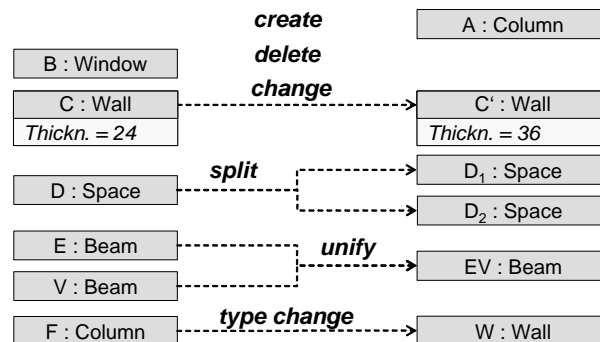 create
A : Column
delete
B : Window
change
C : Wall
C‘ : Wall
Thickn. = 24
Thickn. = 36
split
D : Space
D₁ : Space
D₂ : Space
E : Beam
unify
V : Beam
EV : Beam
F : Column
type change
W : Wall